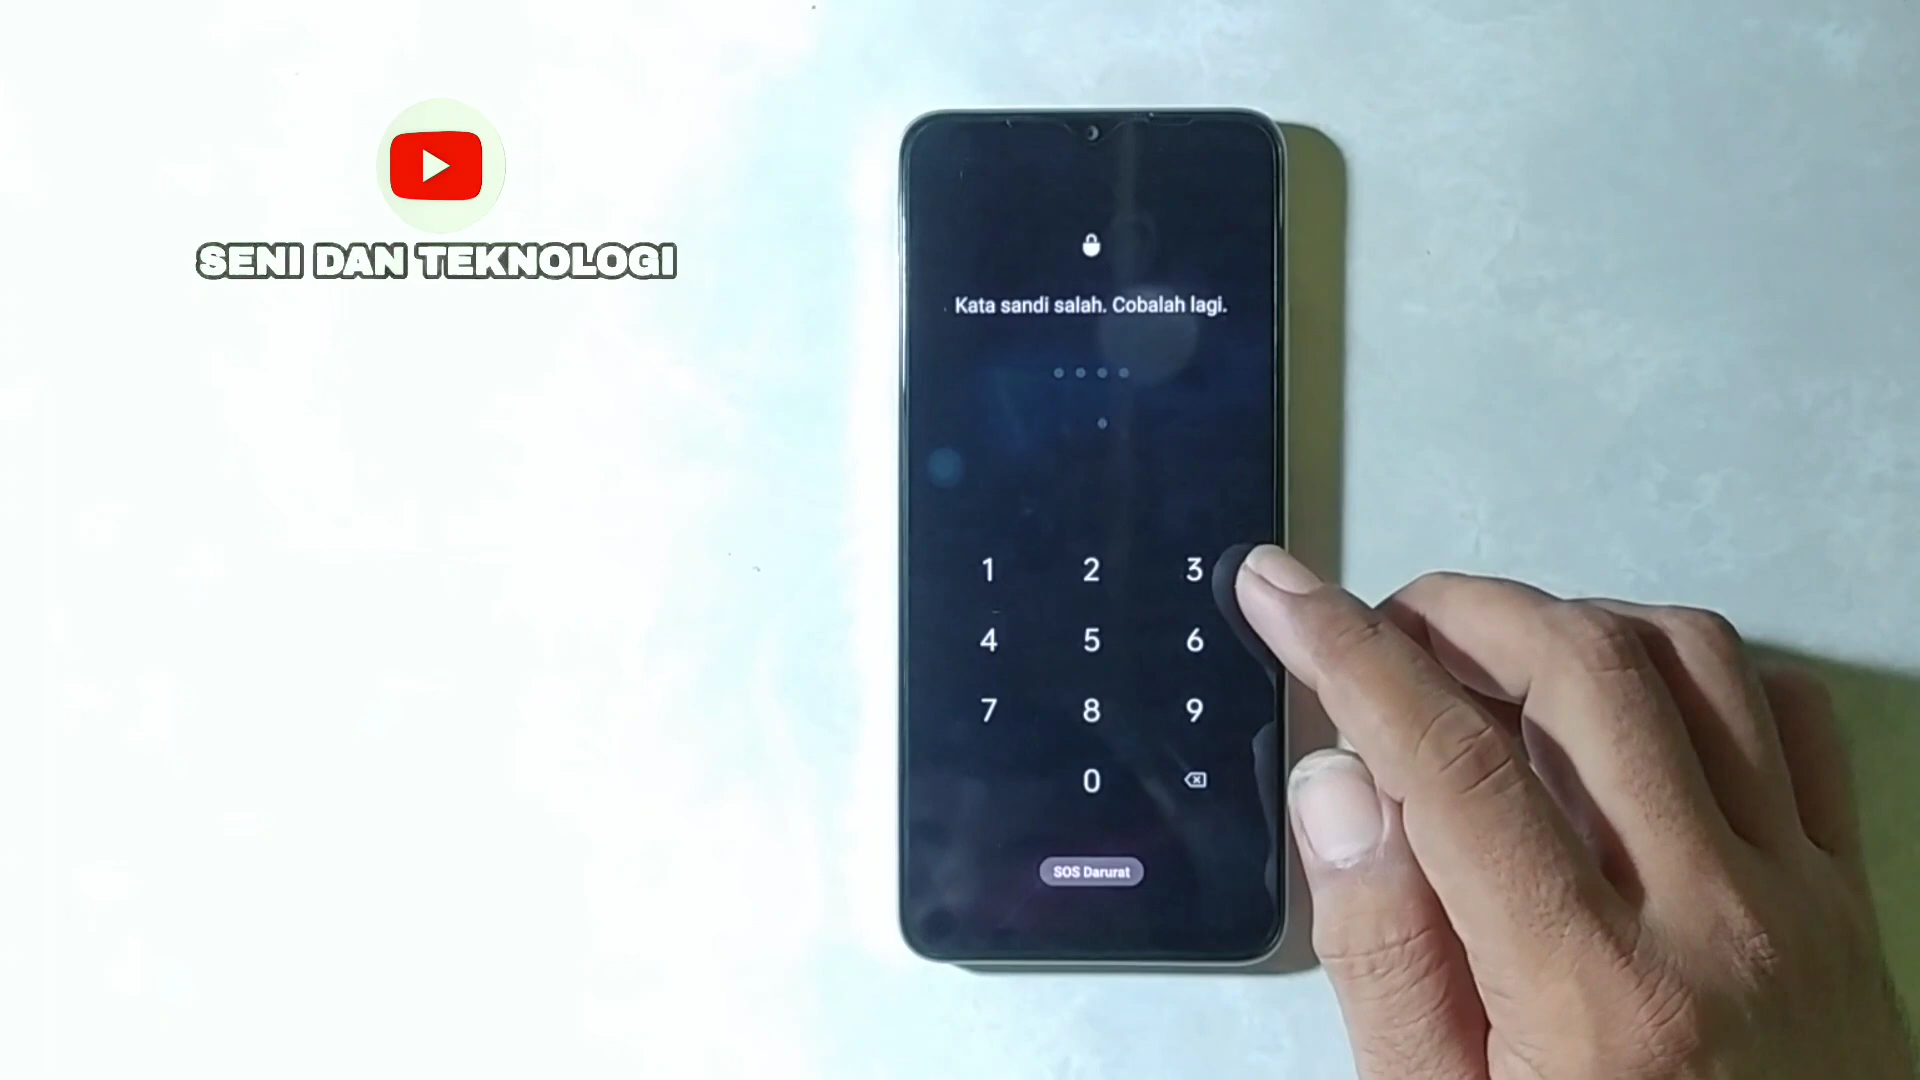 SENI DAN TEKNOLOGI
Kata sandi salah. Cobalah lagi.
1 2 3
4 5 6
7 8 9
0
SOS Darurat